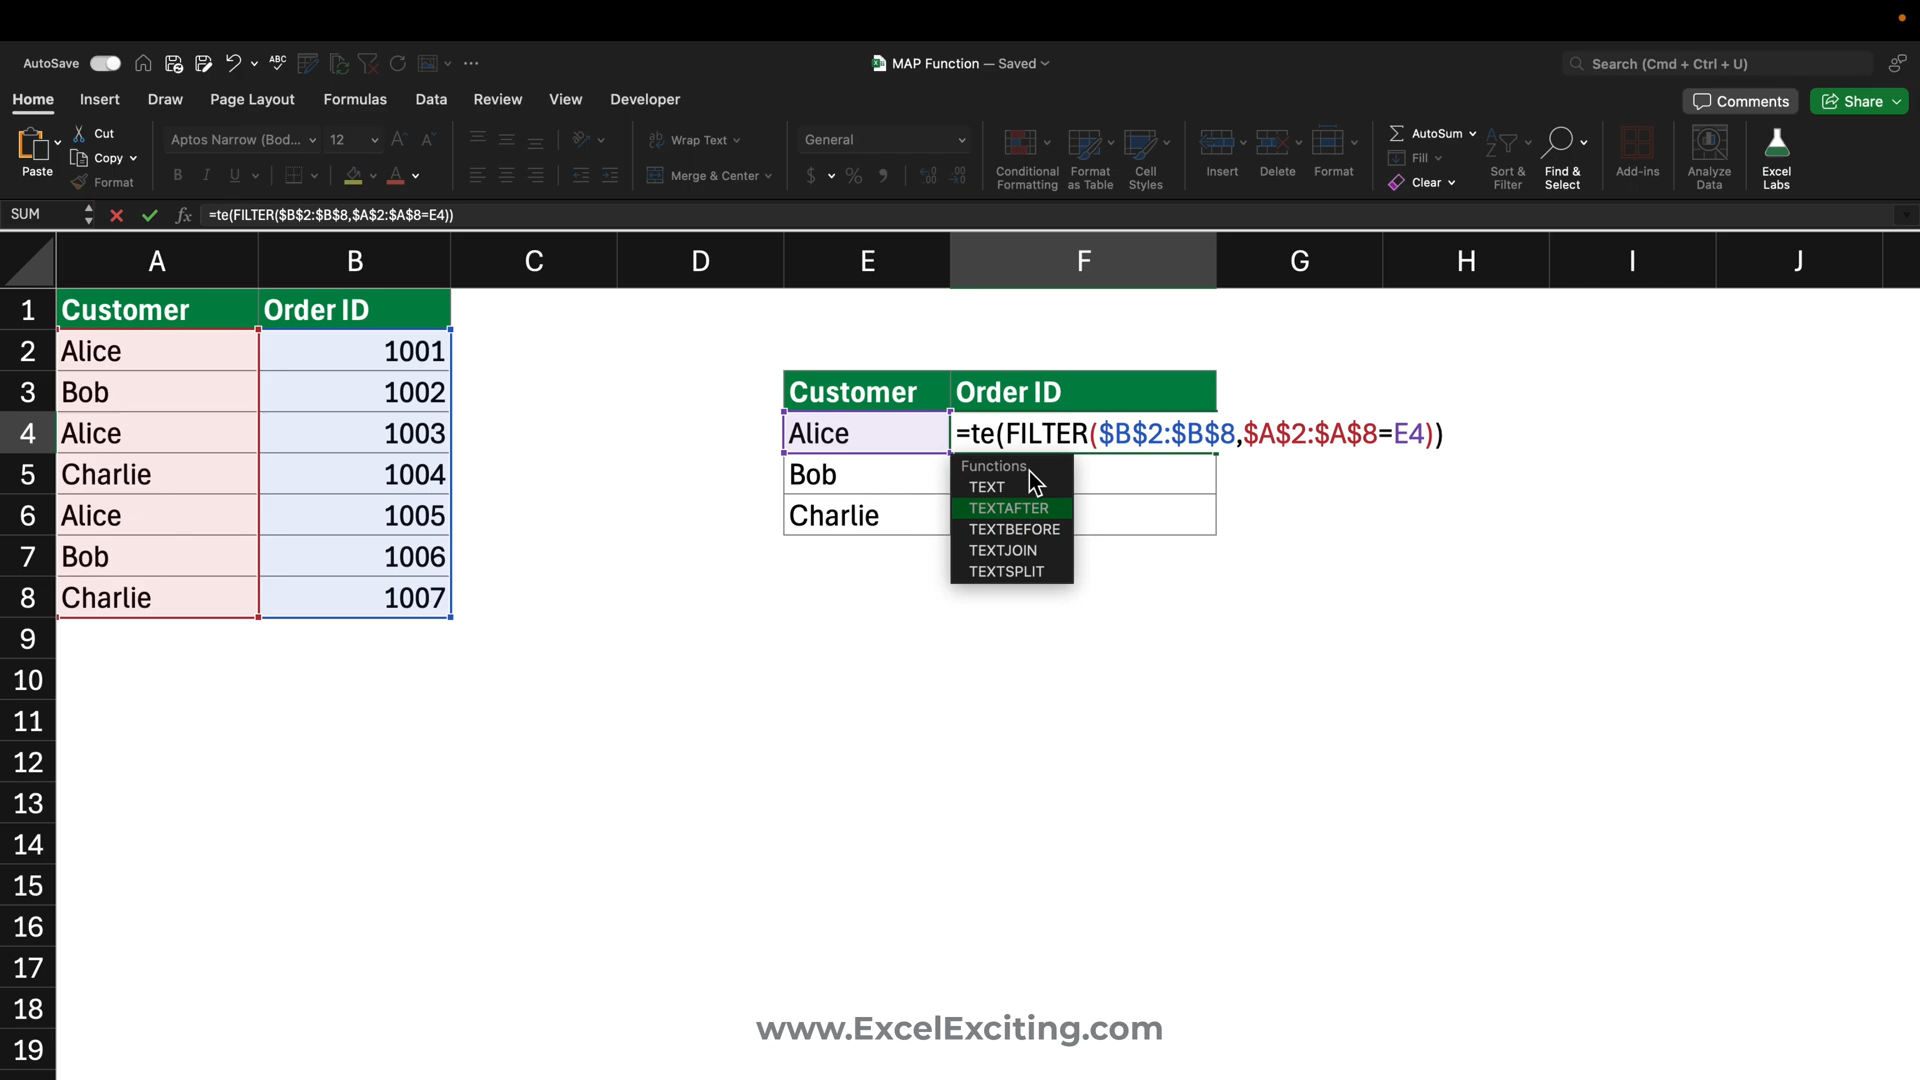 AutoSave
ABC
MAP Function — Saved
Search (Cmd + Ctrl + U)
Home Insert Draw Page Layout Formulas Data Review View Developer
Comments Share
Paste
Cut
Copy
Format
Aptos Narrow (Bod... 12
B I U
Wrap Text
Merge & Center
General
$ % 9
Conditional Formatting
Format as Table
Cell Styles
Insert Delete Format
AutoSum
Fill
Clear
Sort & Filter
Find & Select
Add-ins
Analyze Data
Excel Labs
SUM fx =te(FILTER($B$2:$B$8,$A$2:$A$8=E4))
A B C D E F G H I J
1 Customer Order ID
2 Alice 1001
3 Bob 1002 Customer Order ID
4 Alice 1003 Alice =te(FILTER($B$2:$B$8,$A$2:$A$8=E4))
5 Charlie 1004 Bob
6 Alice 1005 Charlie
7 Bob 1006
8 Charlie 1007
Functions
TEXT
TEXTAFTER
TEXTBEFORE
TEXTJOIN
TEXTSPLIT
9
10
11
12
13
14
15
16
17
18
19
www.ExcelExciting.com